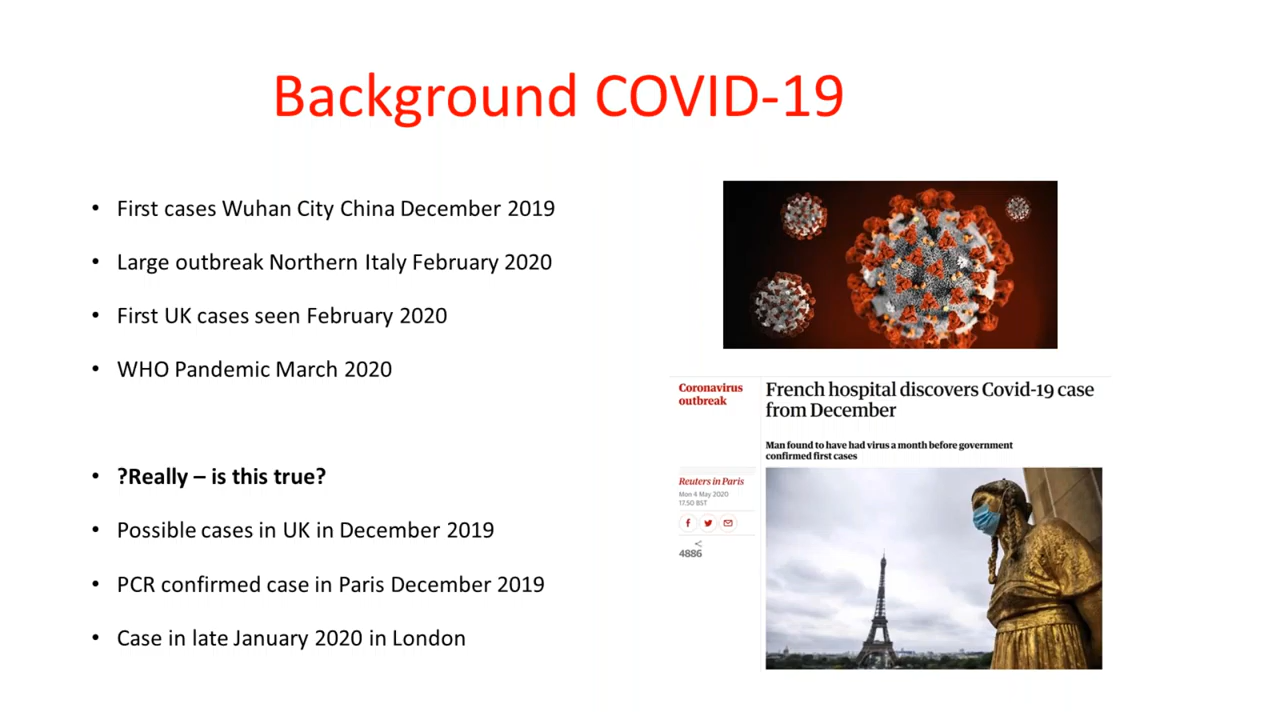 Background COVID-19
• First cases Wuhan City China December 2019
• Large outbreak Northern Italy February 2020
• First UK cases seen February 2020
• WHO Pandemic March 2020
• ?Really – is this true?
• Possible cases in UK in December 2019
• PCR confirmed case in Paris December 2019
• Case in late January 2020 in London
Coronavirus
outbreak
French hospital discovers Covid-19 case
from December
Man found to have had virus a month before government
confirmed first cases
Reuters in Paris
Mon 4 May 2020
17.50 BST
4886